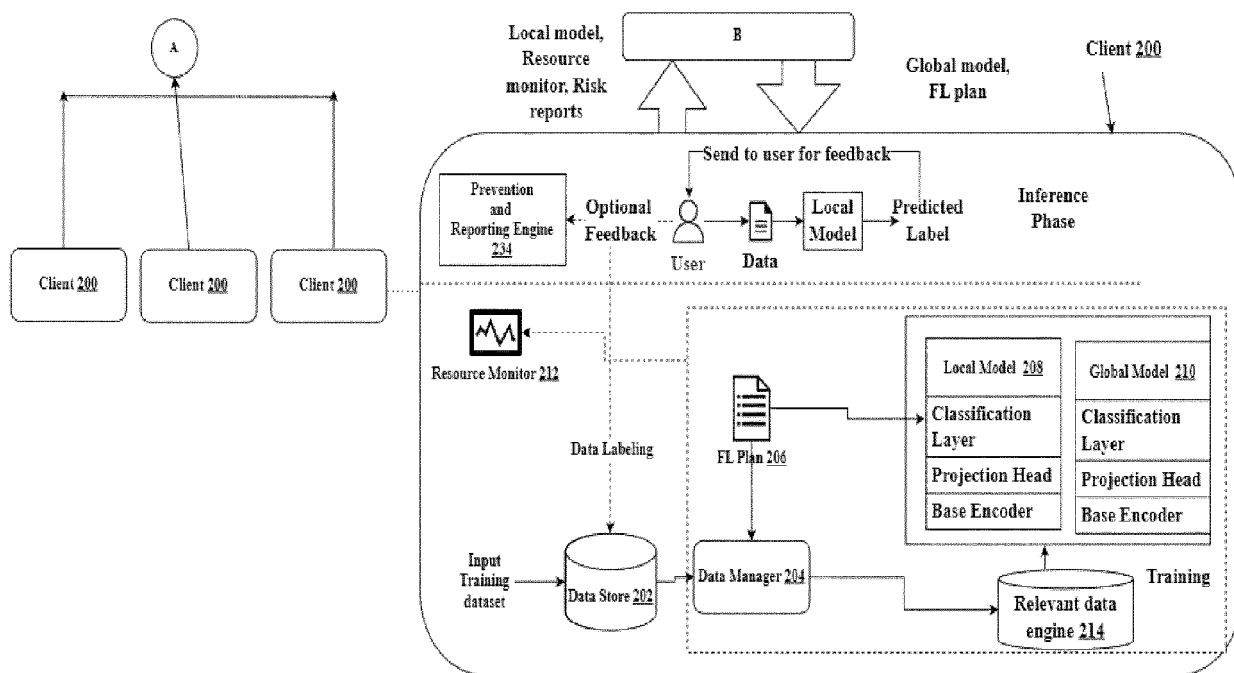 A
Client 200
Client 200
Client 200
Local model,
Resource
monitor, Risk
reports
B
Global model,
FL plan
Client 200
Send to user for feedback
Prevention
and
Reporting Engine
234
Optional
Feedback
User
Data
Local
Model
Predicted
Label
Inference
Phase
Resource Monitor 212
Data Labeling
FL Plan 206
Local Model 208
Classification
Layer
Projection Head
Base Encoder
Global Model 210
Classification
Layer
Projection Head
Base Encoder
Input
Training
dataset
Data Store 202
Data Manager 204
Training
Relevant data
engine 214